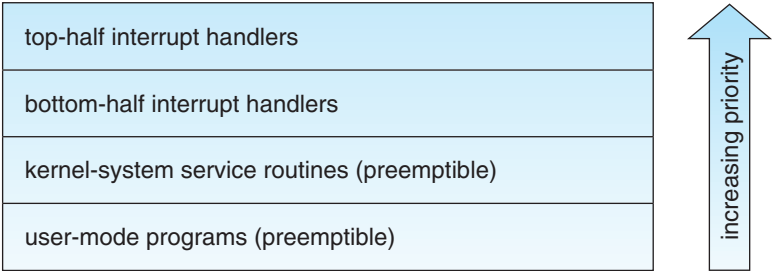 top-half interrupt handlers
bottom-half interrupt handlers
kernel-system service routines (preemptible)
user-mode programs (preemptible)
increasing priority